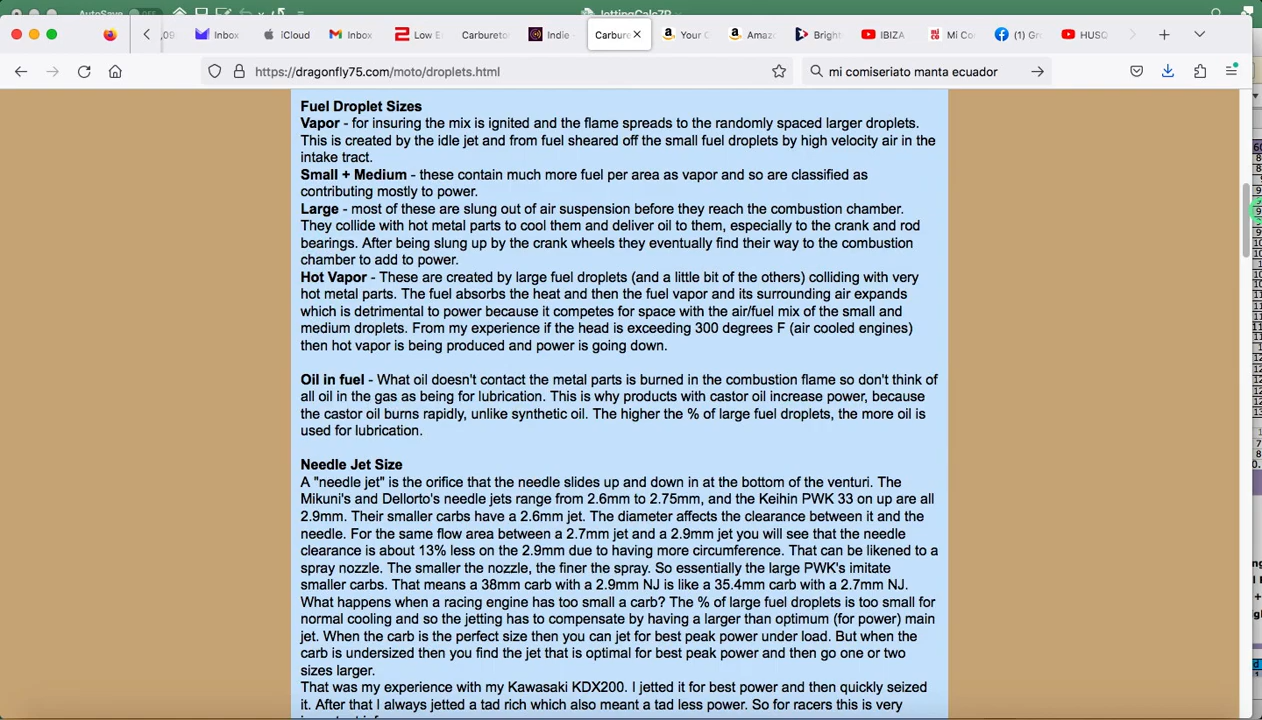 AutoSave OFF
JettingCalc7R
,09
Inbox
iCloud
Inbox
Low E
Carbureto
Indie
Carbure
Your C
Amaz
Bright
IBIZA
Mi Co
(1) Gr
HUSQ
https://dragonfly75.com/moto/droplets.html
mi comiseriato manta ecuador
Fuel Droplet Sizes
Vapor - for insuring the mix is ignited and the flame spreads to the randomly spaced larger droplets.
This is created by the idle jet and from fuel sheared off the small fuel droplets by high velocity air in the
intake tract.
Small + Medium - these contain much more fuel per area as vapor and so are classified as
contributing mostly to power.
Large - most of these are slung out of air suspension before they reach the combustion chamber.
They collide with hot metal parts to cool them and deliver oil to them, especially to the crank and rod
bearings. After being slung up by the crank wheels they eventually find their way to the combustion
chamber to add to power.
Hot Vapor - These are created by large fuel droplets (and a little bit of the others) colliding with very
hot metal parts. The fuel absorbs the heat and then the fuel vapor and its surrounding air expands
which is detrimental to power because it competes for space with the air/fuel mix of the small and
medium droplets. From my experience if the head is exceeding 300 degrees F (air cooled engines)
then hot vapor is being produced and power is going down.
Oil in fuel - What oil doesn't contact the metal parts is burned in the combustion flame so don't think of
all oil in the gas as being for lubrication. This is why products with castor oil increase power, because
the castor oil burns rapidly, unlike synthetic oil. The higher the % of large fuel droplets, the more oil is
used for lubrication.
Needle Jet Size
A "needle jet" is the orifice that the needle slides up and down in at the bottom of the venturi. The
Mikuni's and Dellorto's needle jets range from 2.6mm to 2.75mm, and the Keihin PWK 33 on up are all
2.9mm. Their smaller carbs have a 2.6mm jet. The diameter affects the clearance between it and the
needle. For the same flow area between a 2.7mm jet and a 2.9mm jet you will see that the needle
clearance is about 13% less on the 2.9mm due to having more circumference. That can be likened to a
spray nozzle. The smaller the nozzle, the finer the spray. So essentially the large PWK's imitate
smaller carbs. That means a 38mm carb with a 2.9mm NJ is like a 35.4mm carb with a 2.7mm NJ.
What happens when a racing engine has too small a carb? The % of large fuel droplets is too small for
normal cooling and so the jetting has to compensate by having a larger than optimum (for power) main
jet. When the carb is the perfect size then you can jet for best peak power under load. But when the
carb is undersized then you find the jet that is optimal for best peak power and then go one or two
sizes larger.
That was my experience with my Kawasaki KDX200. I jetted it for best power and then quickly seized
it. After that I always jetted a tad rich which also meant a tad less power. So for racers this is very